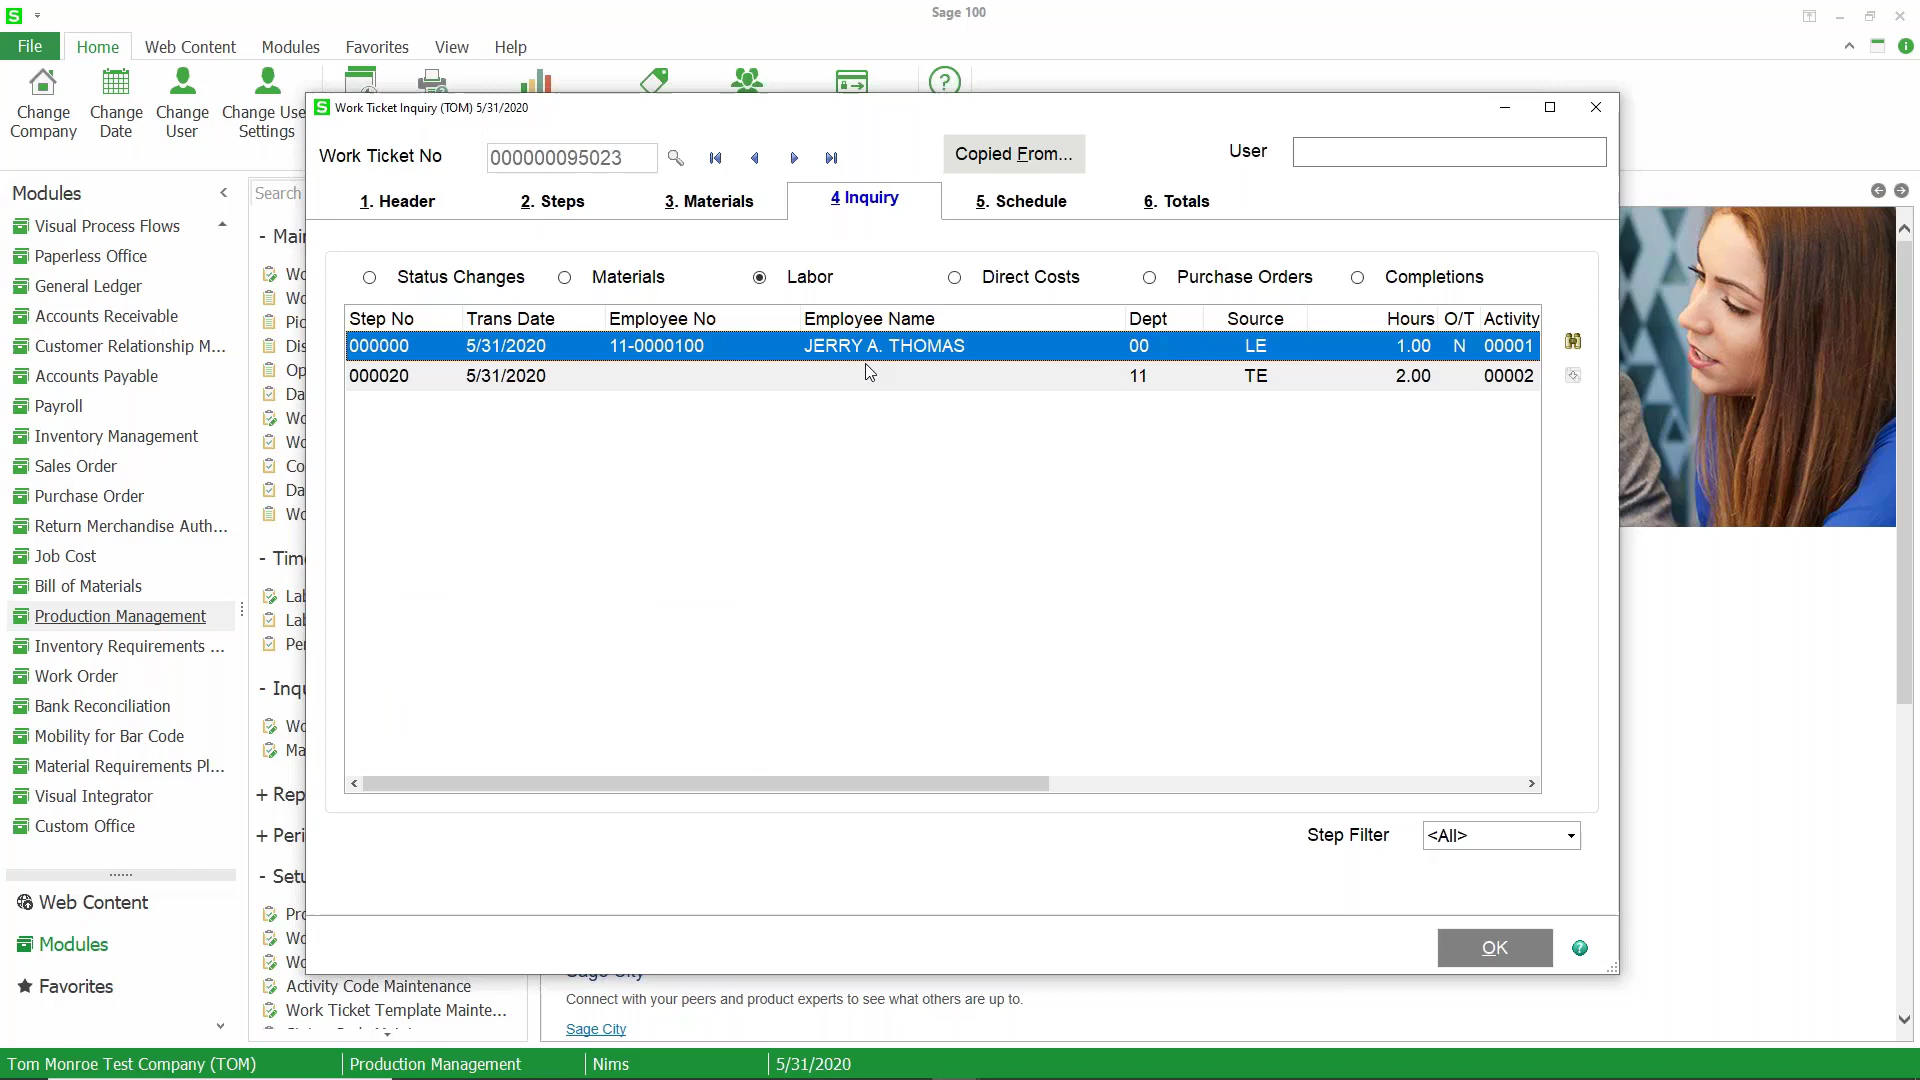 Sage 100
File Home Web Content Modules Favorites View Help
Change Company
Change Date
Change User
Settings
Work Ticket Inquiry (TOM) 5/31/2020
Work Ticket No 000000095023 Copied From... User
1. Header 2. Steps 3. Materials 4 Inquiry 5. Schedule 6. Totals
Status Changes Materials Labor Direct Costs Purchase Orders Completions
Step No Trans Date Employee No Employee Name Dept Source Hours O/T Activity
000000 5/31/2020 11-0000100 JERRY A. THOMAS 00 LE 1.00 N 00001
000020 5/31/2020 11 TE 2.00 00002
Step Filter <All>
OK
Modules
Visual Process Flows
Paperless Office
General Ledger
Accounts Receivable
Customer Relationship M...
Accounts Payable
Payroll
Inventory Management
Sales Order
Purchase Order
Return Merchandise Auth...
Job Cost
Bill of Materials
Production Management
Inventory Requirements ...
Work Order
Bank Reconciliation
Mobility for Bar Code
Material Requirements Pl...
Visual Integrator
Custom Office
Web Content
Modules
Favorites
Search
Activity Code Maintenance
Work Ticket Template Mainte...
Sage City
Connect with your peers and product experts to see what others are up to.
Sage City
Tom Monroe Test Company (TOM) Production Management Nims 5/31/2020